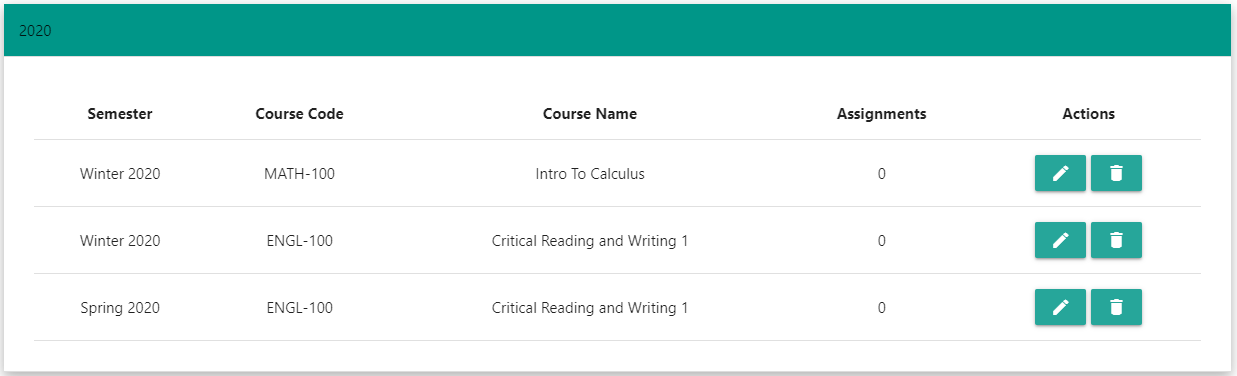 2020
Semester Course Code Course Name Assignments Actions
Winter 2020 MATH-100 Intro To Calculus 0
Winter 2020 ENGL-100 Critical Reading and Writing 1 0
Spring 2020 ENGL-100 Critical Reading and Writing 1 0